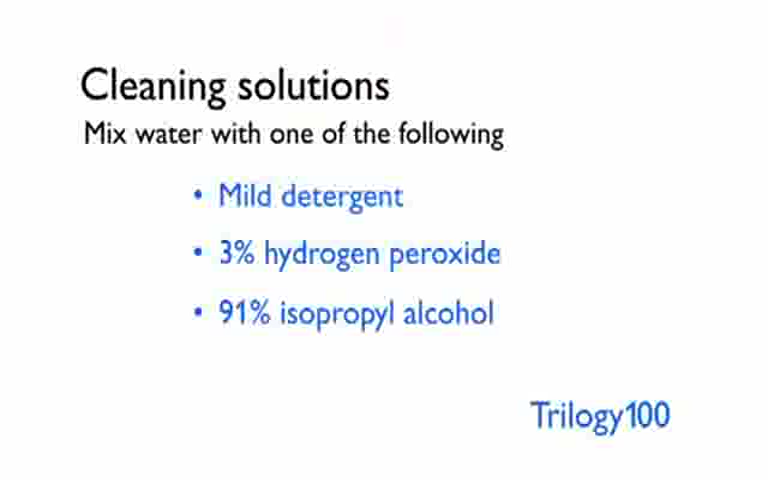 Cleaning solutions
Mix water with one of the following
• Mild detergent
• 3% hydrogen peroxide
• 91% isopropyl alcohol
Trilogy100